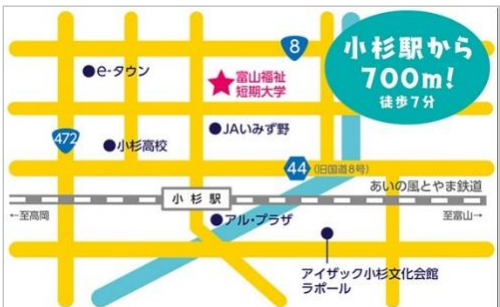 8
小杉駅から
700m!
徒歩7分
e-タウン
富山福祉
短期大学
472
小杉高校
JAいみず野
44
(旧国道8号)
あいの風とやま鉄道
小杉駅
←至高岡
至富山→
アル・プラザ
アイザック小杉文化会館
ラポール